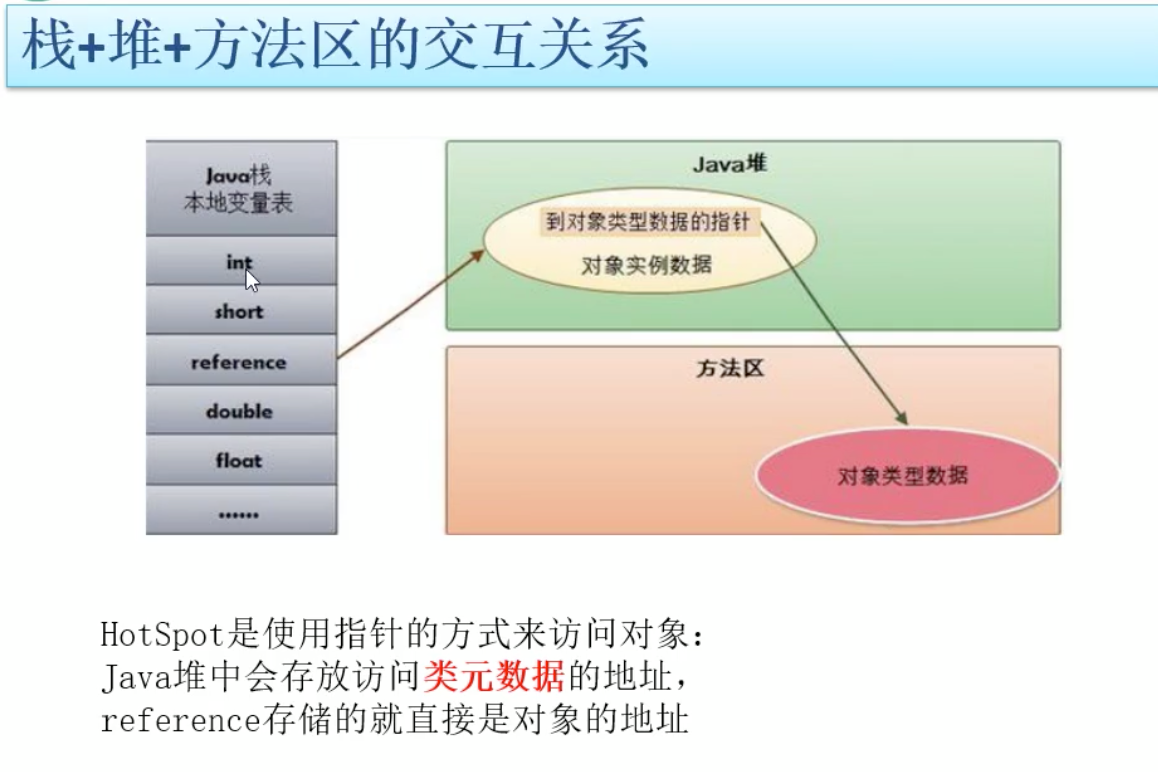 栈+堆+方法区的交互关系
Java栈
本地变量表
int
short
reference
double
float
......
Java堆
到对象类型数据的指针
对象实例数据
方法区
对象类型数据
HotSpot是使用指针的方式来访问对象：
Java堆中会存放访问类元数据的地址，
reference存储的就直接是对象的地址